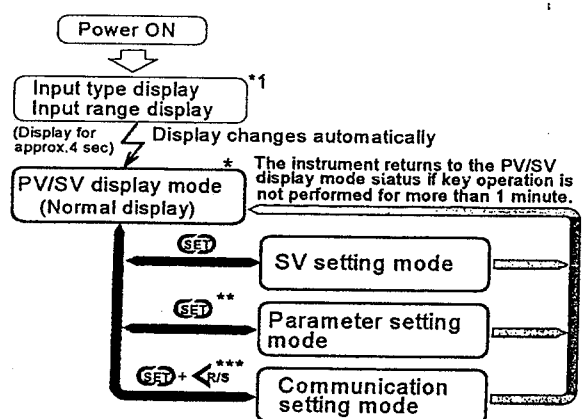 Power ON
Input type display
Input range display
*1
(Display for
approx.4 sec)
Display changes automatically
*
PV/SV display mode
(Normal display)
The instrument returns to the PV/SV
display mode status if key operation is
not performed for more than 1 minute.
SET
SV setting mode
SET **
Parameter setting
mode
SET + <R/S ***
Communication
setting mode